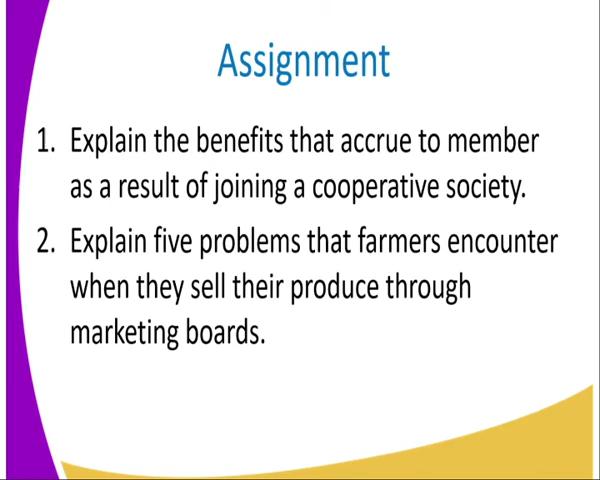 Assignment
1. Explain the benefits that accrue to member
as a result of joining a cooperative society.
2. Explain five problems that farmers encounter
when they sell their produce through
marketing boards.